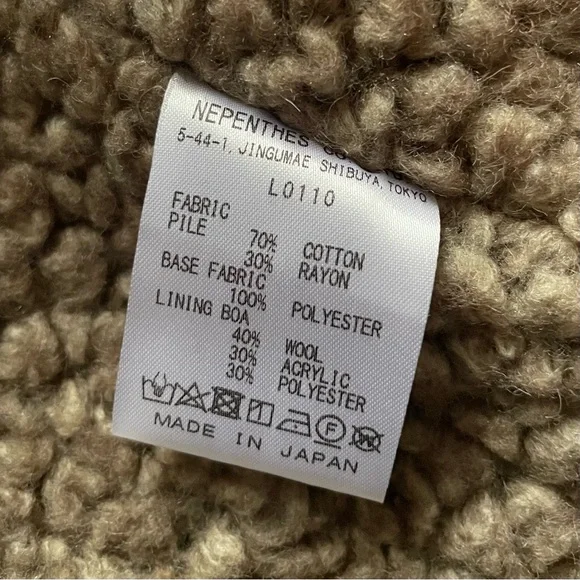 NEPENTHES
5-44-1, JINGUMAE SHIBUYA, TOKYO
L0110
FABRIC
PILE 70% COTTON
30% RAYON
BASE FABRIC
100% POLYESTER
LINING BOA
40% WOOL
30% ACRYLIC
30% POLYESTER
F W
MADE IN JAPAN